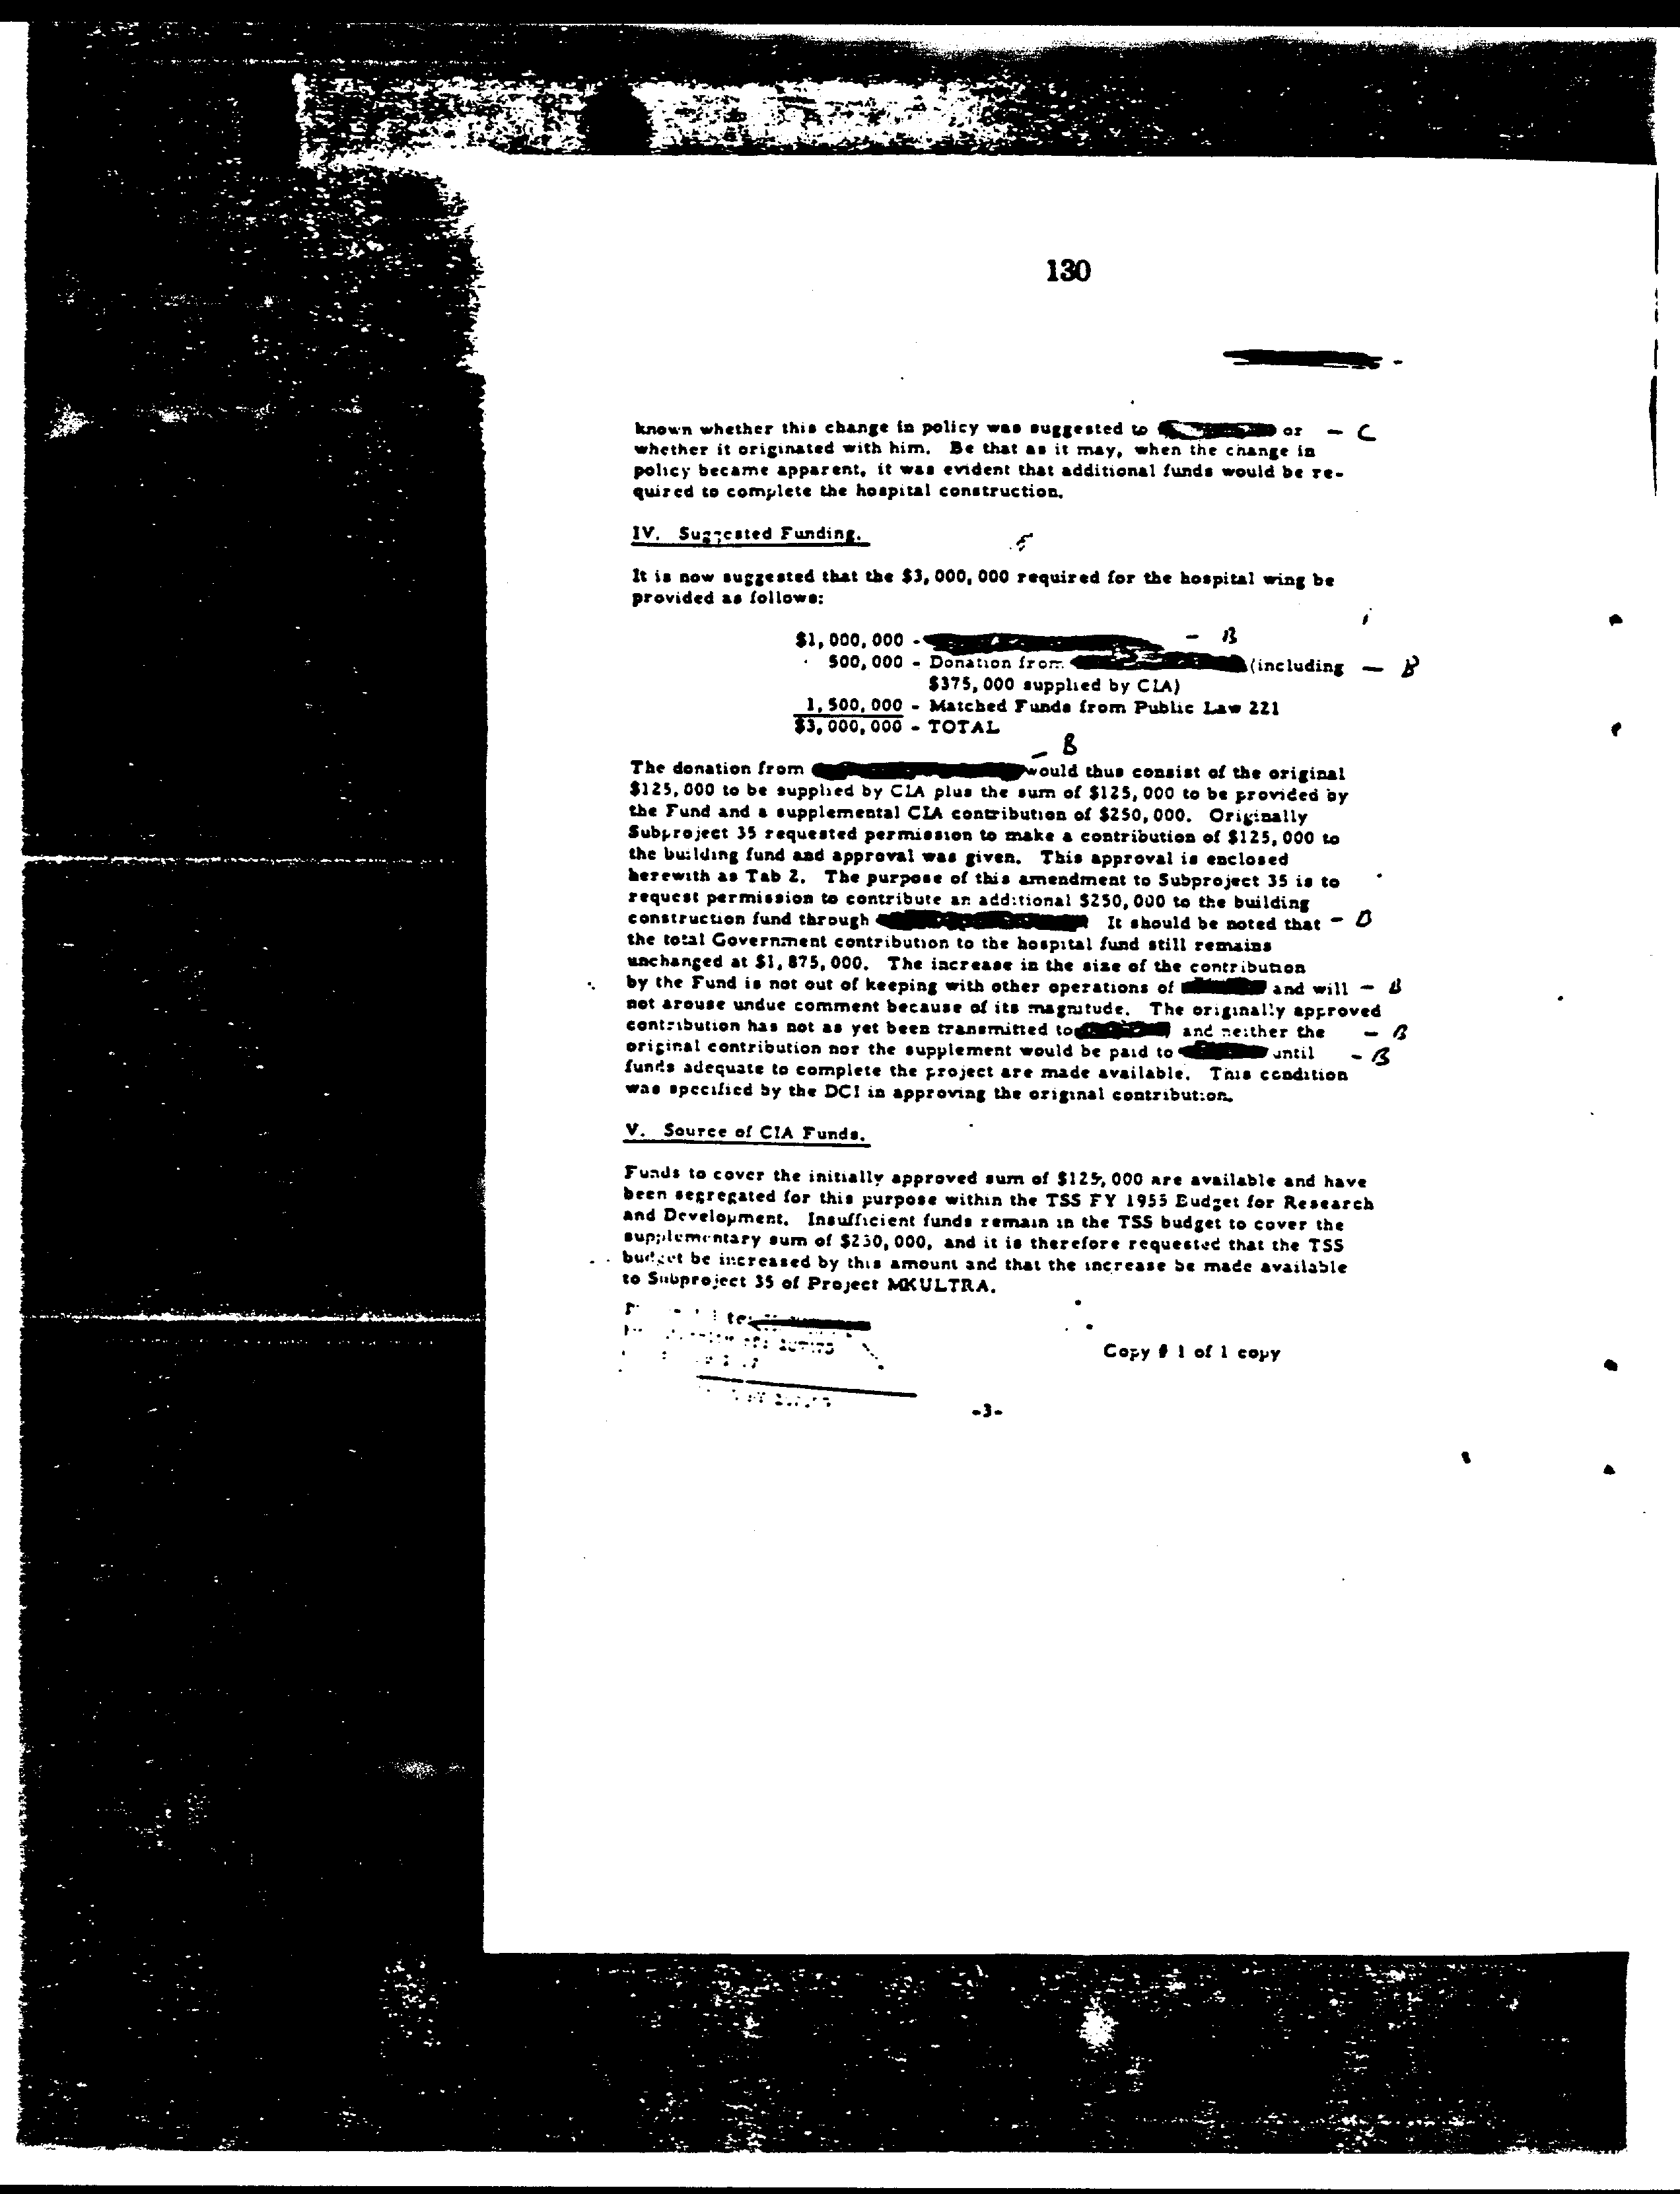 130
known whether this change in policy was suggested to or - C
whether it originated with him. Be that as it may, when the change in
policy became apparent, it was evident that additional funds would be re-
quired to complete the hospital construction.
IV. Suggested Funding.
It is now suggested that the $3,000,000 required for the hospital wing be
provided as follows:
$1,000,000 - - B
500,000 - Donation from (including - B
$375,000 supplied by CIA)
1,500,000 - Matched Funds from Public Law 221
$3,000,000 - TOTAL
- B
The donation from would thus consist of the original
$125,000 to be supplied by CIA plus the sum of $125,000 to be provided by
the Fund and a supplemental CIA contribution of $250,000. Originally
Subproject 35 requested permission to make a contribution of $125,000 to
the building fund and approval was given. This approval is enclosed
herewith as Tab 2. The purpose of this amendment to Subproject 35 is to
request permission to contribute an additional $250,000 to the building
construction fund through It should be noted that - B
the total Government contribution to the hospital fund still remains
unchanged at $1,875,000. The increase in the size of the contribution
by the Fund is not out of keeping with other operations of and will - B
not arouse undue comment because of its magnitude. The originally approved
contribution has not as yet been transmitted to and neither the - B
original contribution nor the supplement would be paid to until - B
funds adequate to complete the project are made available. This condition
was specified by the DCI in approving the original contribution.
V. Source of CIA Funds.
Funds to cover the initially approved sum of $125,000 are available and have
been segregated for this purpose within the TSS FY 1955 Budget for Research
and Development. Insufficient funds remain in the TSS budget to cover the
supplementary sum of $250,000, and it is therefore requested that the TSS
budget be increased by this amount and that the increase be made available
to Subproject 35 of Project MKULTRA.
Copy # 1 of 1 copy
-3-